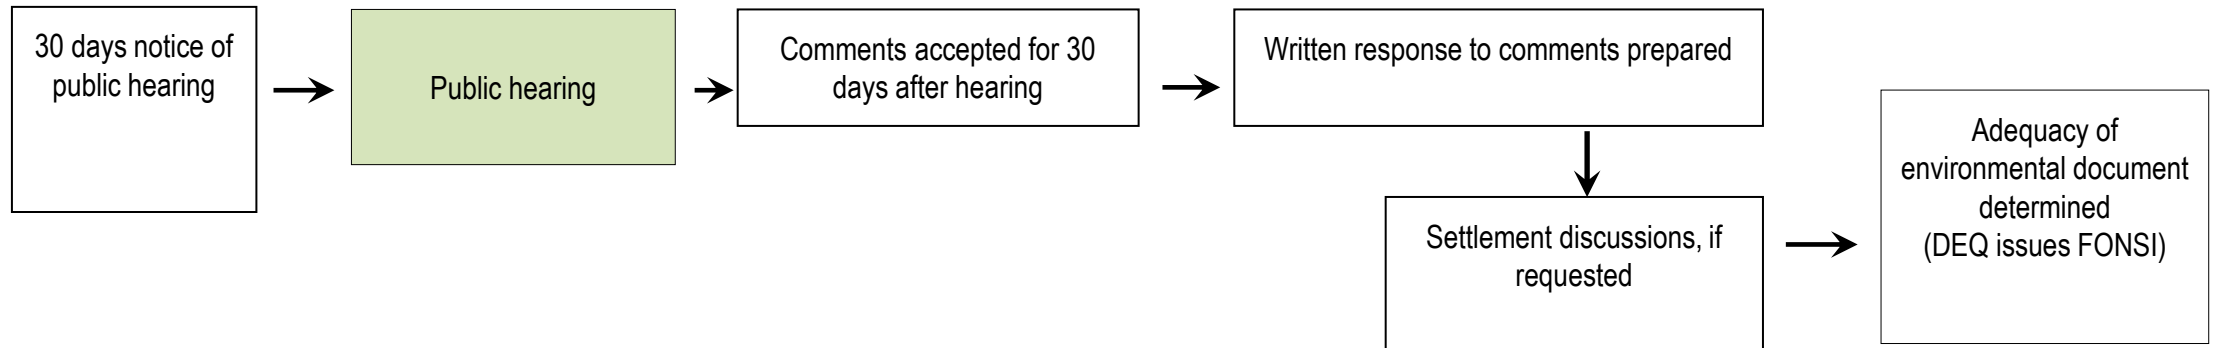 30 days notice of
public hearing
Public hearing
Comments accepted for 30
days after hearing
Written response to comments prepared
Settlement discussions, if
requested
Adequacy of
environmental document
determined
(DEQ issues FONSI)